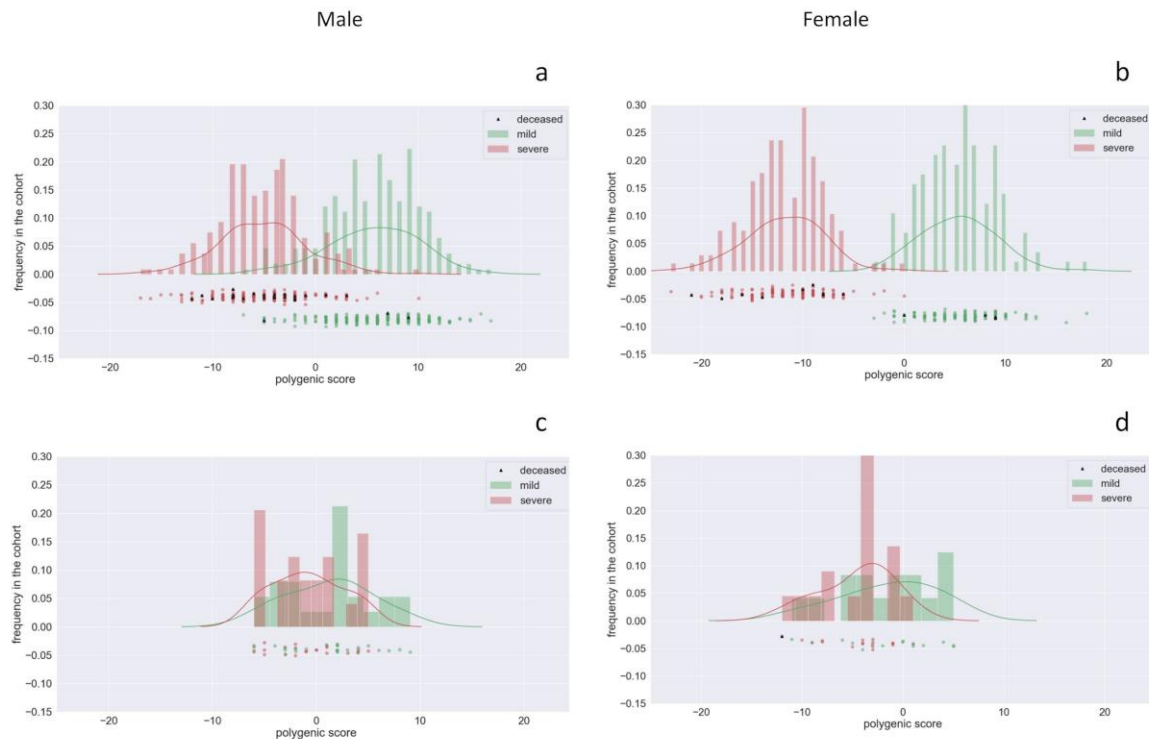 Male
Female
a
0.30
0.25
0.20
0.15
0.10
0.05
0.00
−0.05
−0.10
−0.15
frequency in the cohort
−20
−10
0
10
20
polygenic score
deceased
mild
severe
b
0.30
0.25
0.20
0.15
0.10
0.05
0.00
−0.05
−0.10
−0.15
frequency in the cohort
−20
−10
0
10
20
polygenic score
deceased
mild
severe
c
0.30
0.25
0.20
0.15
0.10
0.05
0.00
−0.05
−0.10
−0.15
frequency in the cohort
−20
−10
0
10
20
polygenic score
deceased
mild
severe
d
0.30
0.25
0.20
0.15
0.10
0.05
0.00
−0.05
−0.10
−0.15
frequency in the cohort
−20
−10
0
10
20
polygenic score
deceased
mild
severe